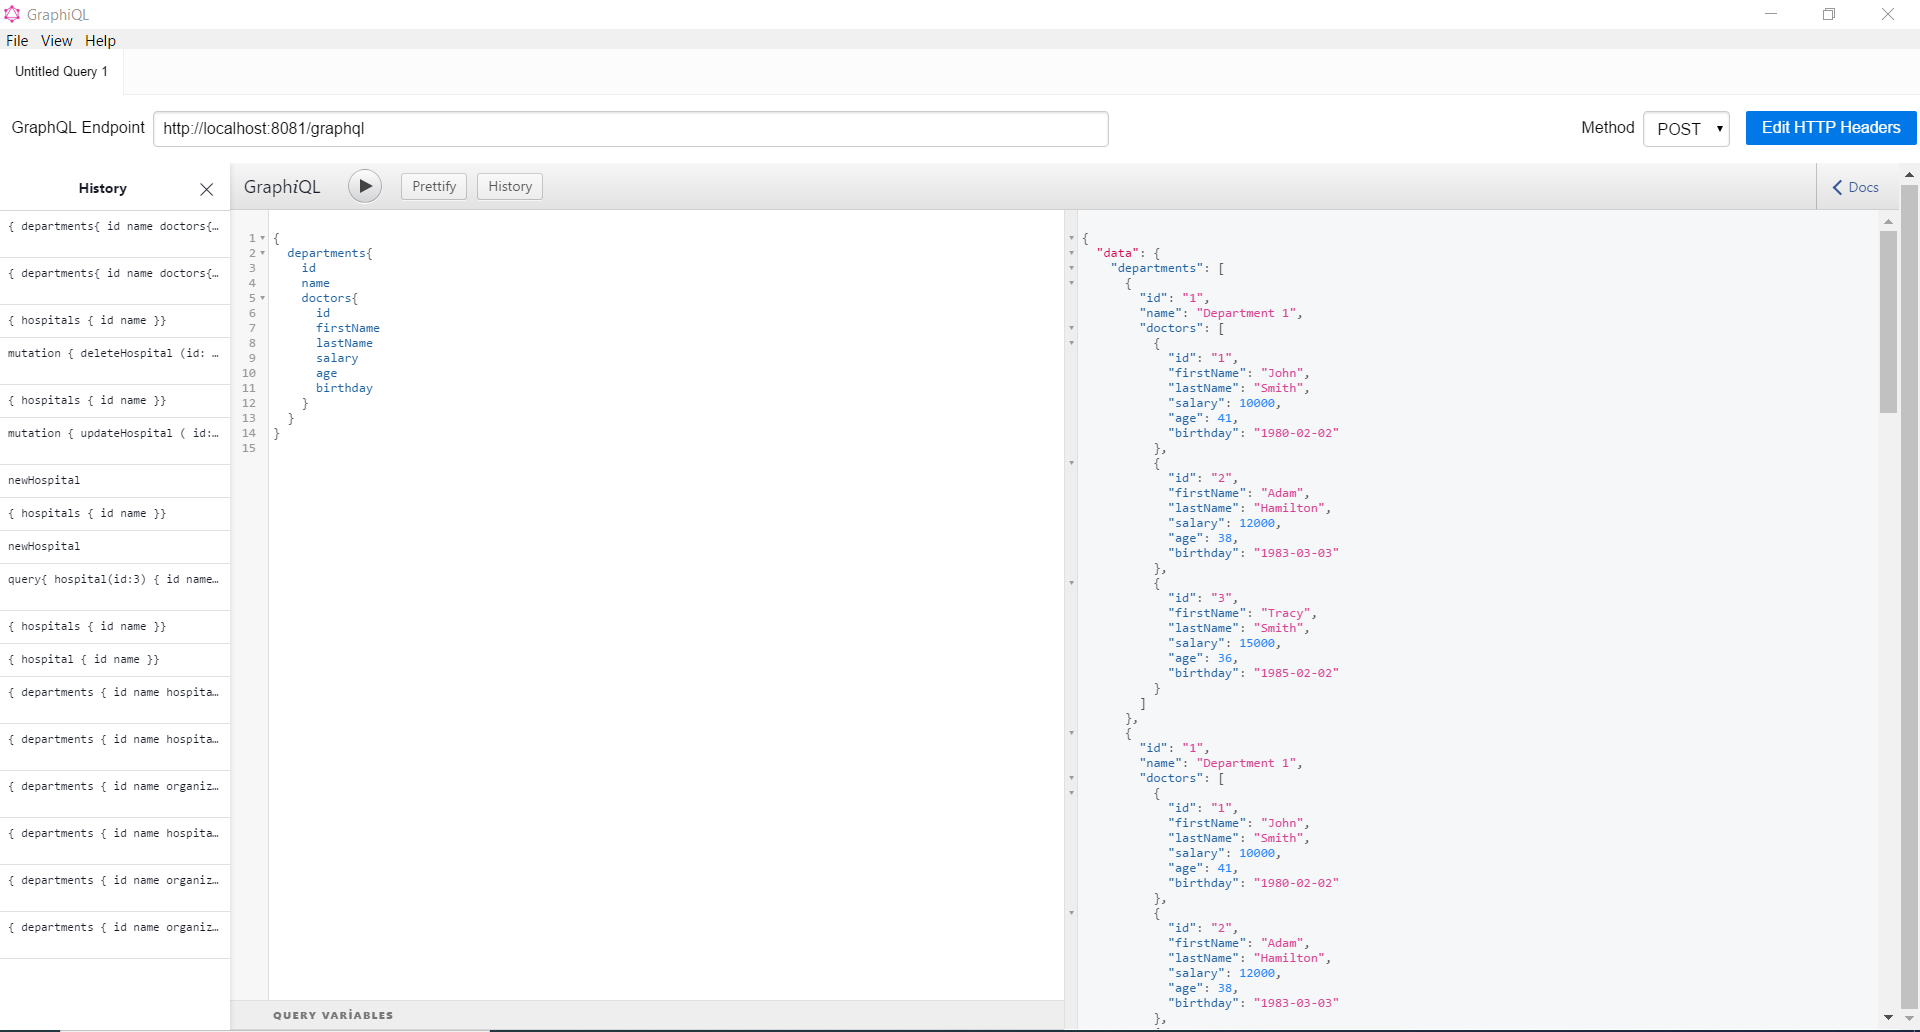 GraphiQL
File View Help
Untitled Query 1
GraphQL Endpoint http://localhost:8081/graphql Method POST Edit HTTP Headers
History
{ departments{ id name doctors{…
{ departments{ id name doctors{…
{ hospitals { id name }}
mutation { deleteHospital (id: …
{ hospitals { id name }}
mutation { updateHospital ( id:…
newHospital
{ hospitals { id name }}
newHospital
query{ hospital(id:3) { id name…
{ hospitals { id name }}
{ hospital { id name }}
{ departments { id name hospita…
{ departments { id name hospita…
{ departments { id name organiz…
{ departments { id name hospita…
{ departments { id name organiz…
{ departments { id name organiz…
GraphiQL Prettify History Docs
1 {
2 departments{
3 id
4 name
5 doctors{
6 id
7 firstName
8 lastName
9 salary
10 age
11 birthday
12 }
13 }
14 }
15
QUERY VARİABLES
{
"data": {
"departments": [
{
"id": "1",
"name": "Department 1",
"doctors": [
{
"id": "1",
"firstName": "John",
"lastName": "Smith",
"salary": 10000,
"age": 41,
"birthday": "1980-02-02"
},
{
"id": "2",
"firstName": "Adam",
"lastName": "Hamilton",
"salary": 12000,
"age": 38,
"birthday": "1983-03-03"
},
{
"id": "3",
"firstName": "Tracy",
"lastName": "Smith",
"salary": 15000,
"age": 36,
"birthday": "1985-02-02"
}
]
},
{
"id": "1",
"name": "Department 1",
"doctors": [
{
"id": "1",
"firstName": "John",
"lastName": "Smith",
"salary": 10000,
"age": 41,
"birthday": "1980-02-02"
},
{
"id": "2",
"firstName": "Adam",
"lastName": "Hamilton",
"salary": 12000,
"age": 38,
"birthday": "1983-03-03"
},